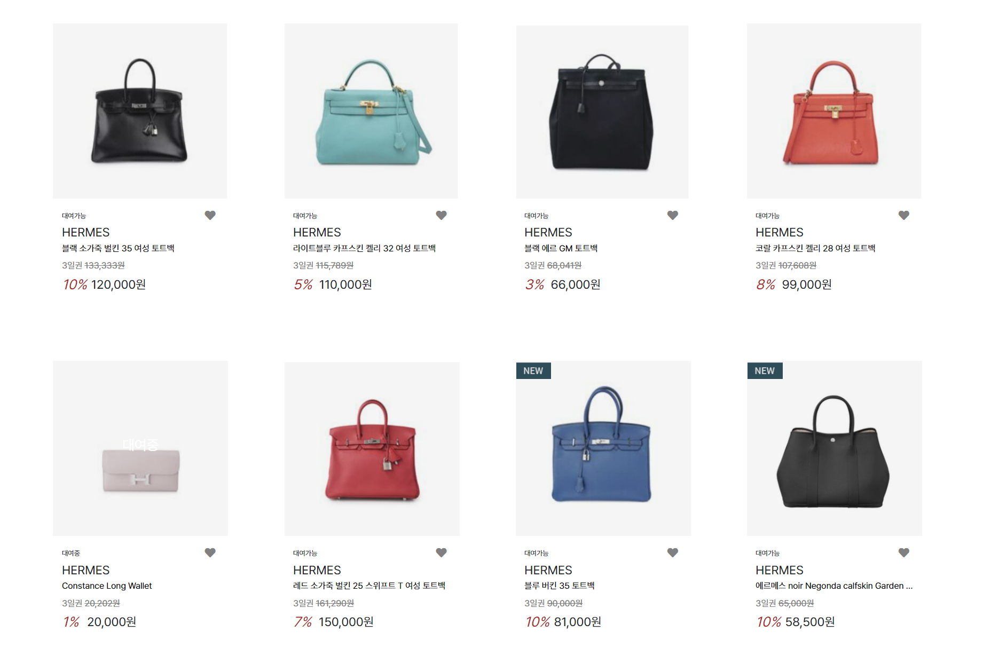 대여가능
HERMES
블랙 소가죽 벌킨 35 여성 토트백
3일권 133,333원
10% 120,000원
대여가능
HERMES
라이트블루 카프스킨 켈리 32 여성 토트백
3일권 115,789원
5% 110,000원
대여가능
HERMES
블랙 에르 GM 토트백
3일권 68,041원
3% 66,000원
대여가능
HERMES
코랄 카프스킨 켈리 28 여성 토트백
3일권 107,608원
8% 99,000원
대여중
대여중
HERMES
Constance Long Wallet
3일권 20,202원
1% 20,000원
대여가능
HERMES
레드 소가죽 벌킨 25 스위프트 T 여성 토트백
3일권 161,290원
7% 150,000원
NEW
대여가능
HERMES
블루 버킨 35 토트백
3일권 90,000원
10% 81,000원
NEW
대여가능
HERMES
에르메스 noir Negonda calfskin Garden ...
3일권 65,000원
10% 58,500원